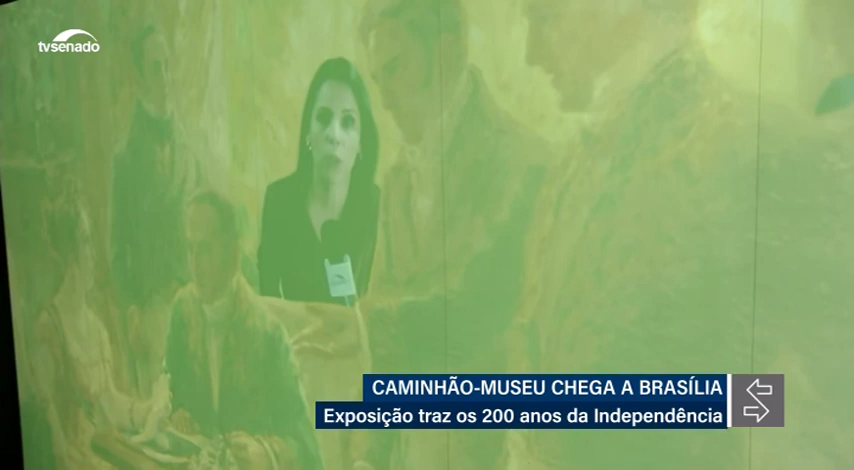 tvsenado
CAMINHÃO-MUSEU CHEGA A BRASÍLIA
Exposição traz os 200 anos da Independência